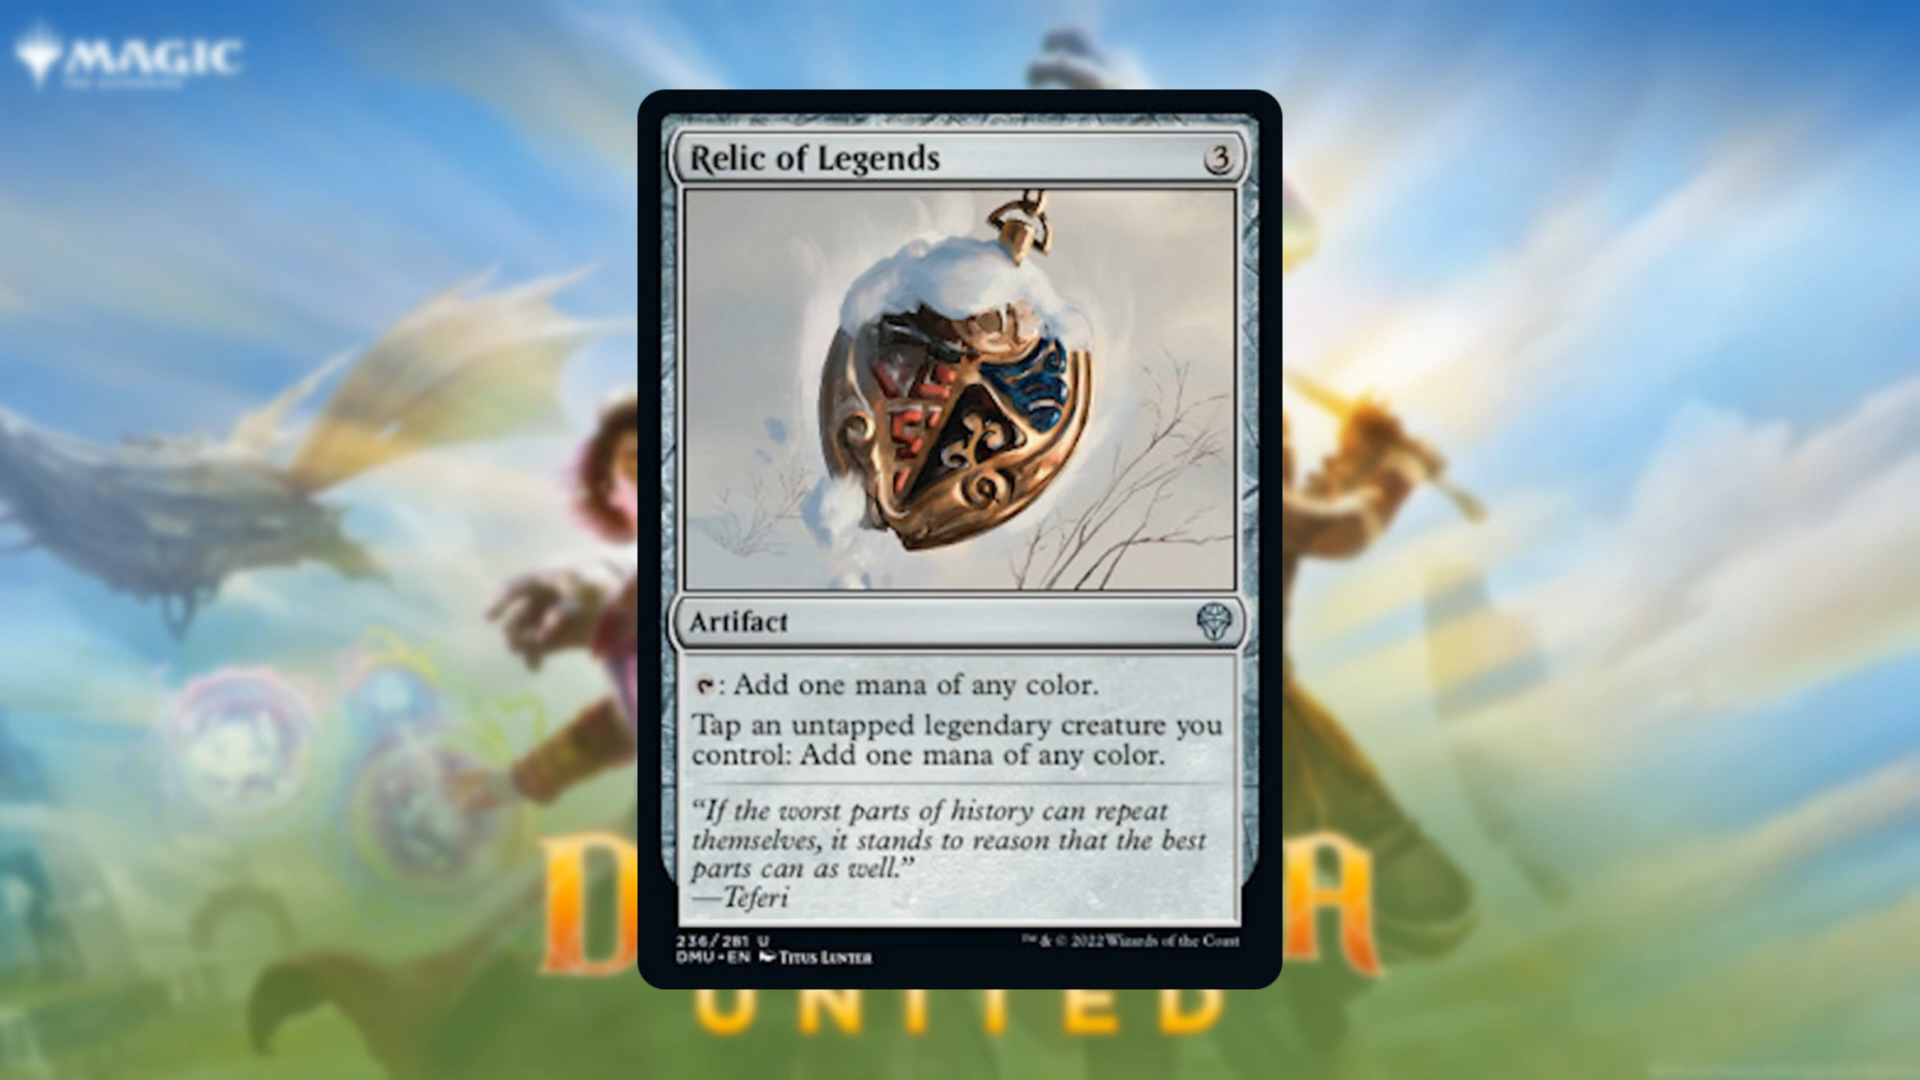 MAGIC
Relic of Legends
3
Artifact
: Add one mana of any color.
Tap an untapped legendary creature you
control: Add one mana of any color.
“If the worst parts of history can repeat
themselves, it stands to reason that the best
parts can as well.”
—Teferi
236/281 U
™ & © 2022 Wizards of the Coast
DMU • EN Titus Lunter
D
A
UNITED